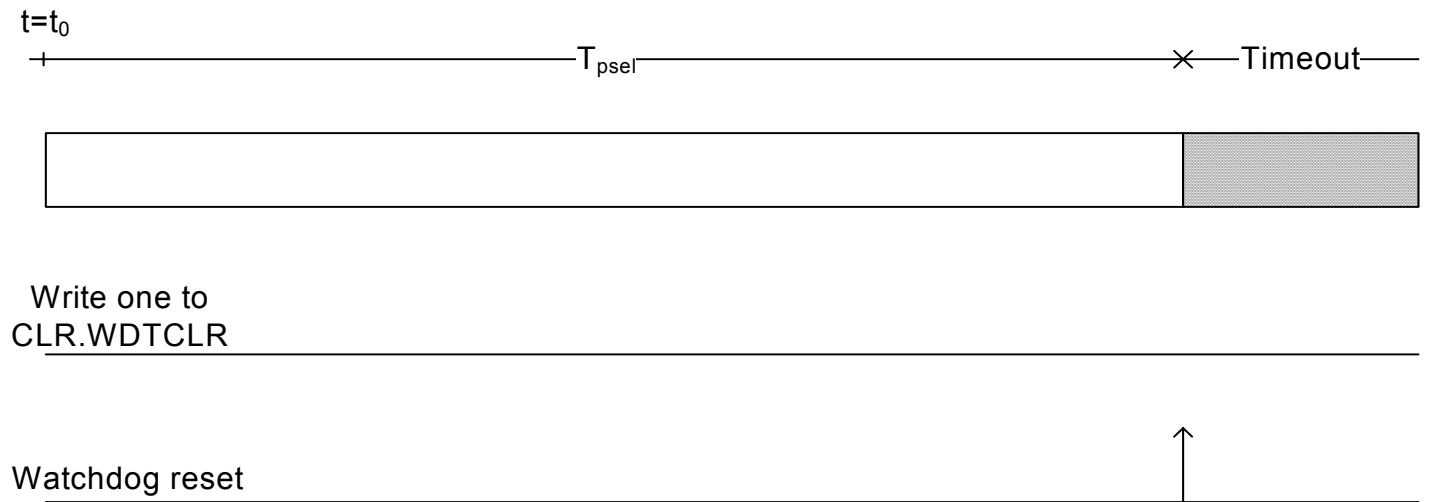 t=t₀
Tpsel
Timeout
Write one to
CLR.WDTCLR
Watchdog reset